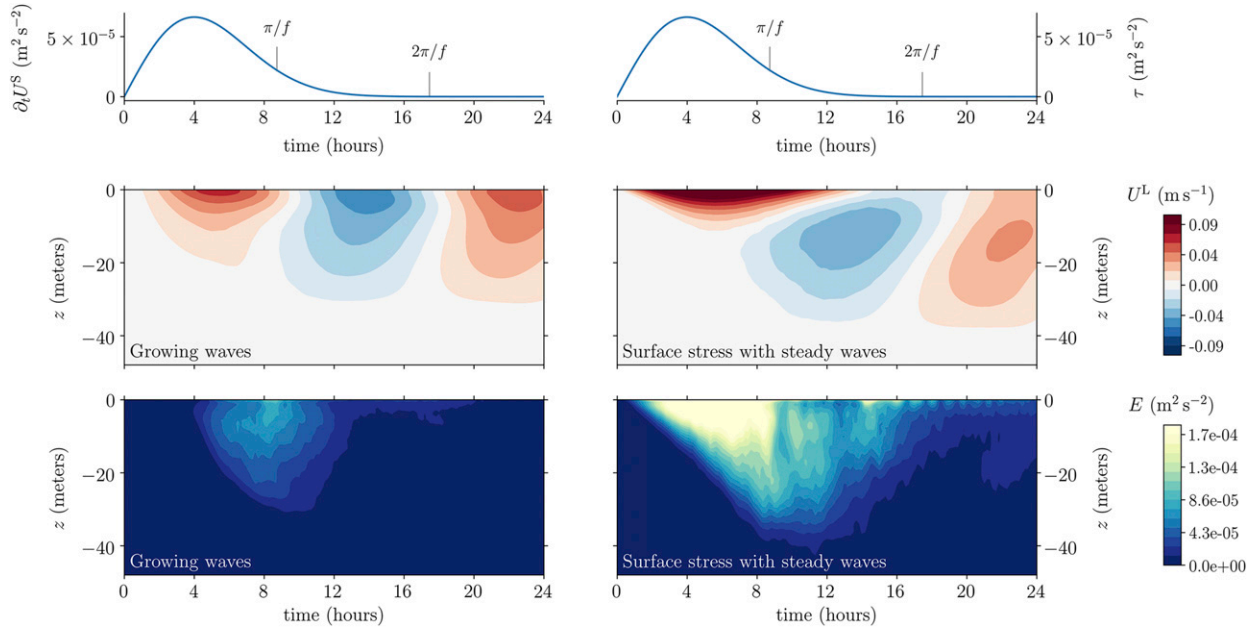 ∂ₜUˢ (m² s⁻²)
5 × 10⁻⁵
0
π/f
2π/f
0 4 8 12 16 20 24
time (hours)
π/f
2π/f
5 × 10⁻⁵
0
τ (m² s⁻²)
0 4 8 12 16 20 24
time (hours)
z (meters)
0
−20
−40
Growing waves
Surface stress with steady waves
0
−20
−40
z (meters)
Uᴸ (m s⁻¹)
0.09
0.04
0.00
-0.04
-0.09
z (meters)
0
−20
−40
Growing waves
0 4 8 12 16 20 24
time (hours)
Surface stress with steady waves
0 4 8 12 16 20 24
time (hours)
0
−20
−40
z (meters)
E (m² s⁻²)
1.7e-04
1.3e-04
8.6e-05
4.3e-05
0.0e+00